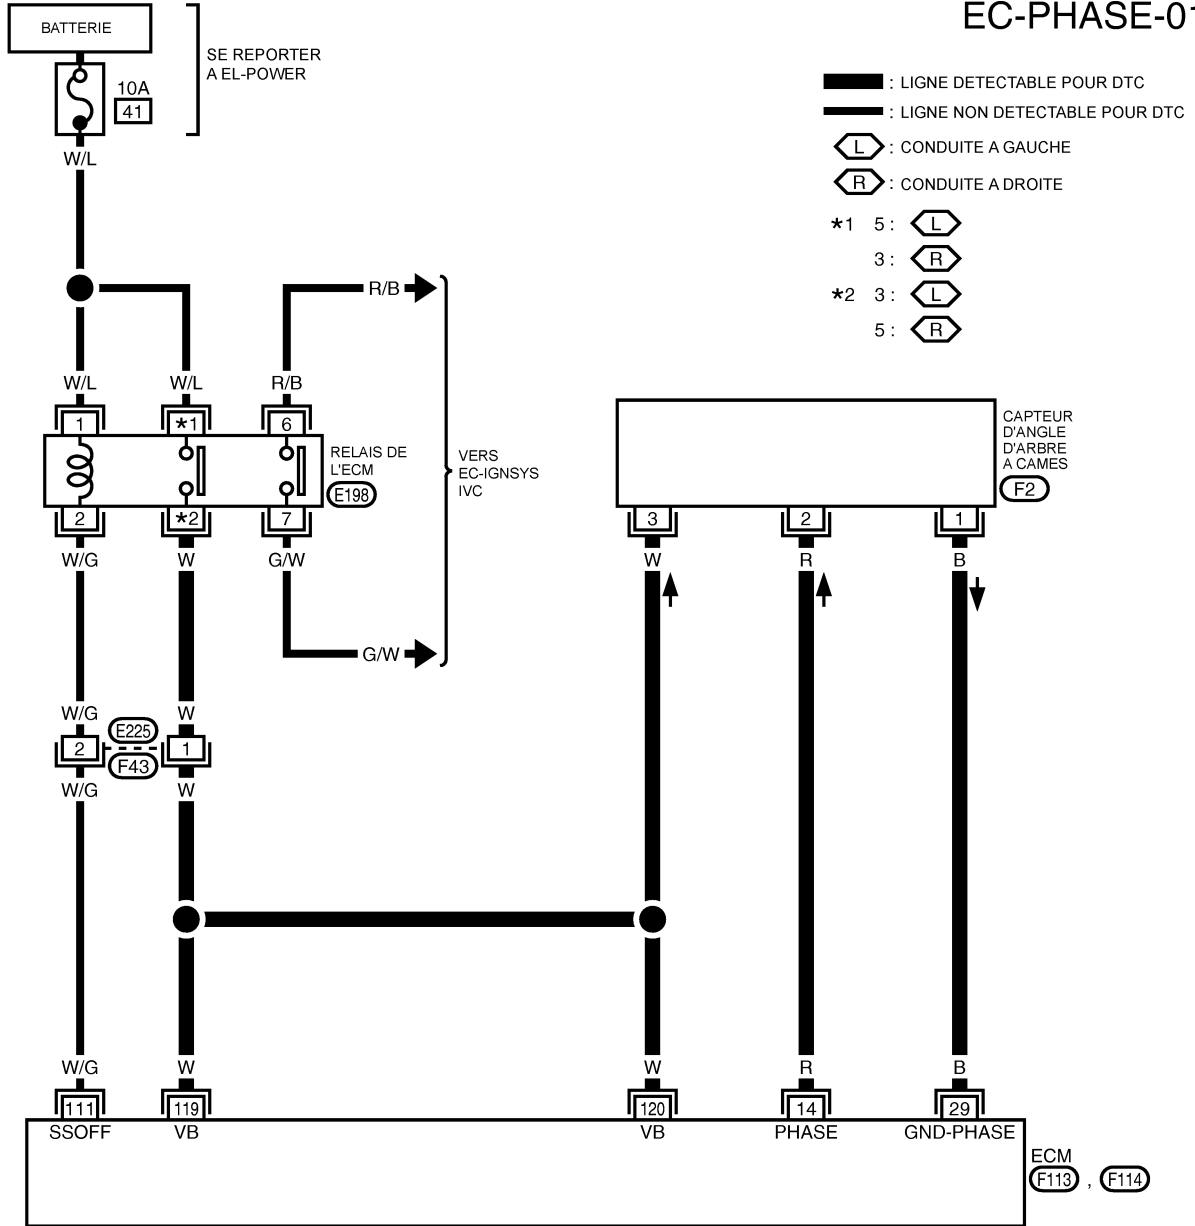 EC-PHASE-01
BATTERIE
SE REPORTER
A EL-POWER
10A
41
: LIGNE DETECTABLE POUR DTC
: LIGNE NON DETECTABLE POUR DTC
L : CONDUITE A GAUCHE
R : CONDUITE A DROITE
*1 5 : L
3 : R
*2 3 : L
5 : R
W/L
R/B
W/L W/L R/B
1 *1 6
RELAIS DE
L'ECM
E198
VERS
EC-IGNSYS
IVC
CAPTEUR
D'ANGLE
D'ARBRE
A CAMES
F2
2 *2 7
3 2 1
W/G W G/W
W R B
G/W
W/G W
E225
2 1
F43
W/G W
W/G W W R B
111 119 120 14 29
SSOFF VB VB PHASE GND-PHASE
ECM
F113 , F114